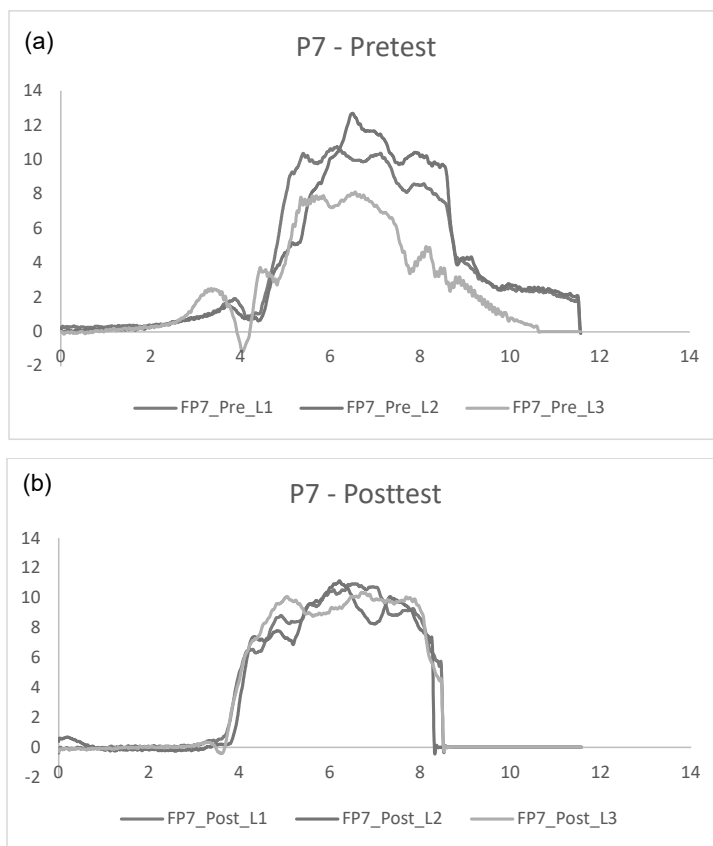 (a)
P7 - Pretest
14
12
10
8
6
4
2
0
-2
0 2 4 6 8 10 12 14
FP7_Pre_L1 FP7_Pre_L2 FP7_Pre_L3
(b)
P7 - Posttest
14
12
10
8
6
4
2
0
-2
0 2 4 6 8 10 12 14
FP7_Post_L1 FP7_Post_L2 FP7_Post_L3